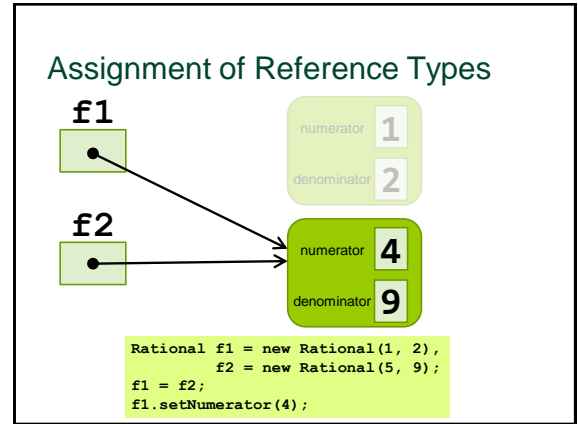 Assignment of Reference Types
f1
numerator 1
denominator 2
f2
numerator 4
denominator 9
Rational f1 = new Rational(1, 2),
f2 = new Rational(5, 9);
f1 = f2;
f1.setNumerator(4);